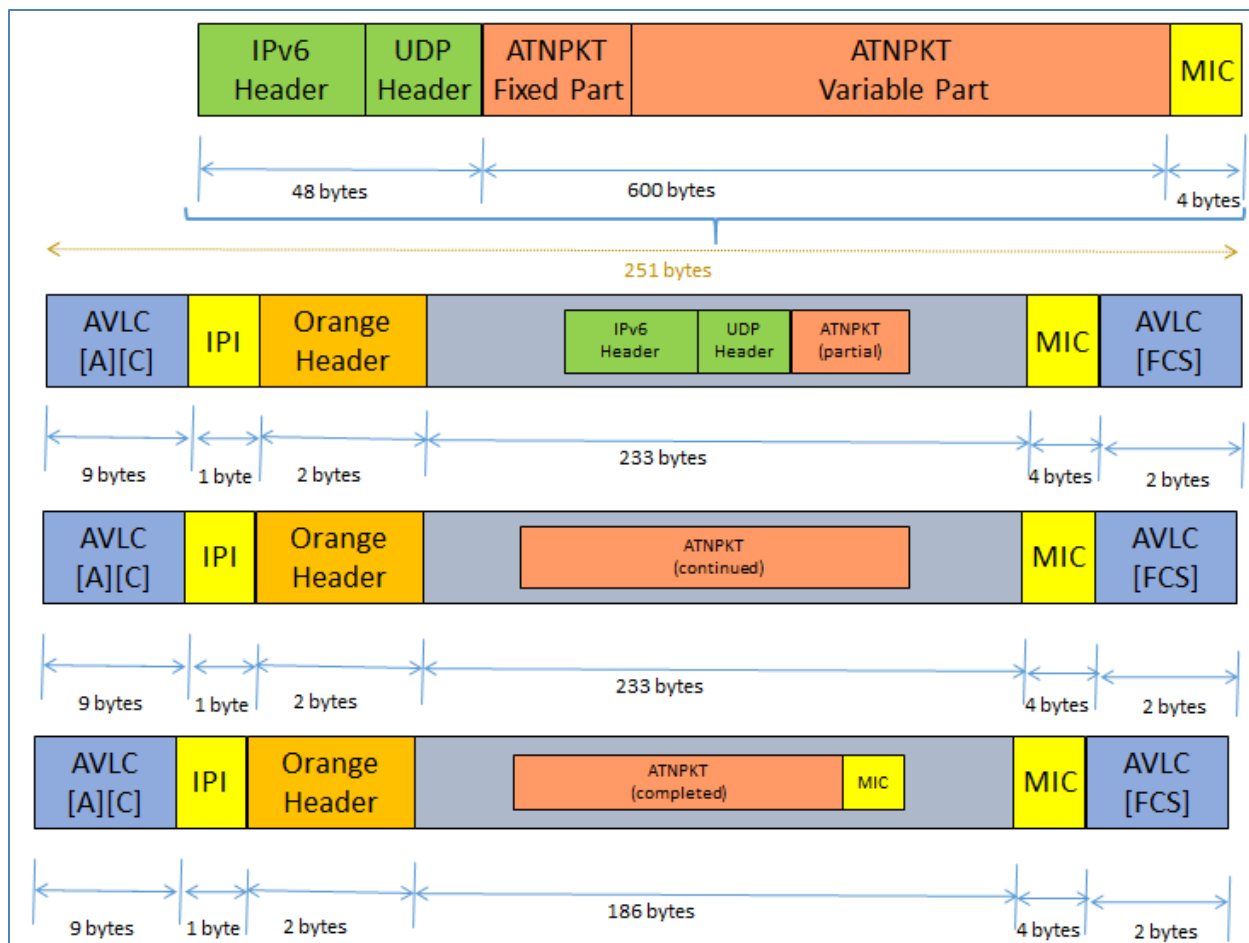 IPv6
Header
UDP
Header
ATNPKT
Fixed Part
ATNPKT
Variable Part
MIC
48 bytes
600 bytes
4 bytes
251 bytes
AVLC
[A][C]
IPI
Orange
Header
IPv6
Header
UDP
Header
ATNPKT
(partial)
MIC
AVLC
[FCS]
9 bytes
1 byte
2 bytes
233 bytes
4 bytes
2 bytes
AVLC
[A][C]
IPI
Orange
Header
ATNPKT
(continued)
MIC
AVLC
[FCS]
9 bytes
1 byte
2 bytes
233 bytes
4 bytes
2 bytes
AVLC
[A][C]
IPI
Orange
Header
ATNPKT
(completed)
MIC
MIC
AVLC
[FCS]
9 bytes
1 byte
2 bytes
186 bytes
4 bytes
2 bytes